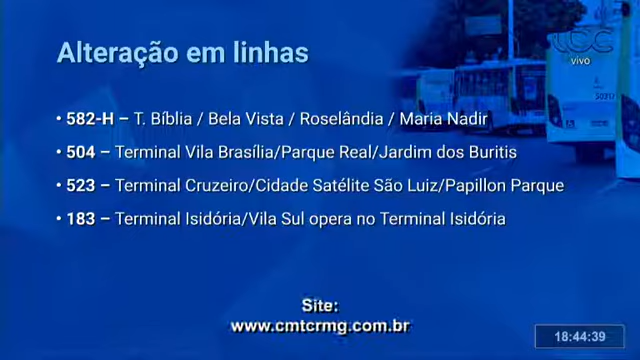 Alteração em linhas
UCC
VIVO
• 582-H – T. Bíblia / Bela Vista / Roselândia / Maria Nadir
• 504 – Terminal Vila Brasília/Parque Real/Jardim dos Buritis
• 523 – Terminal Cruzeiro/Cidade Satélite São Luiz/Papillon Parque
• 183 – Terminal Isidória/Vila Sul opera no Terminal Isidória
Site:
www.cmtcrmg.com.br
18:44:39